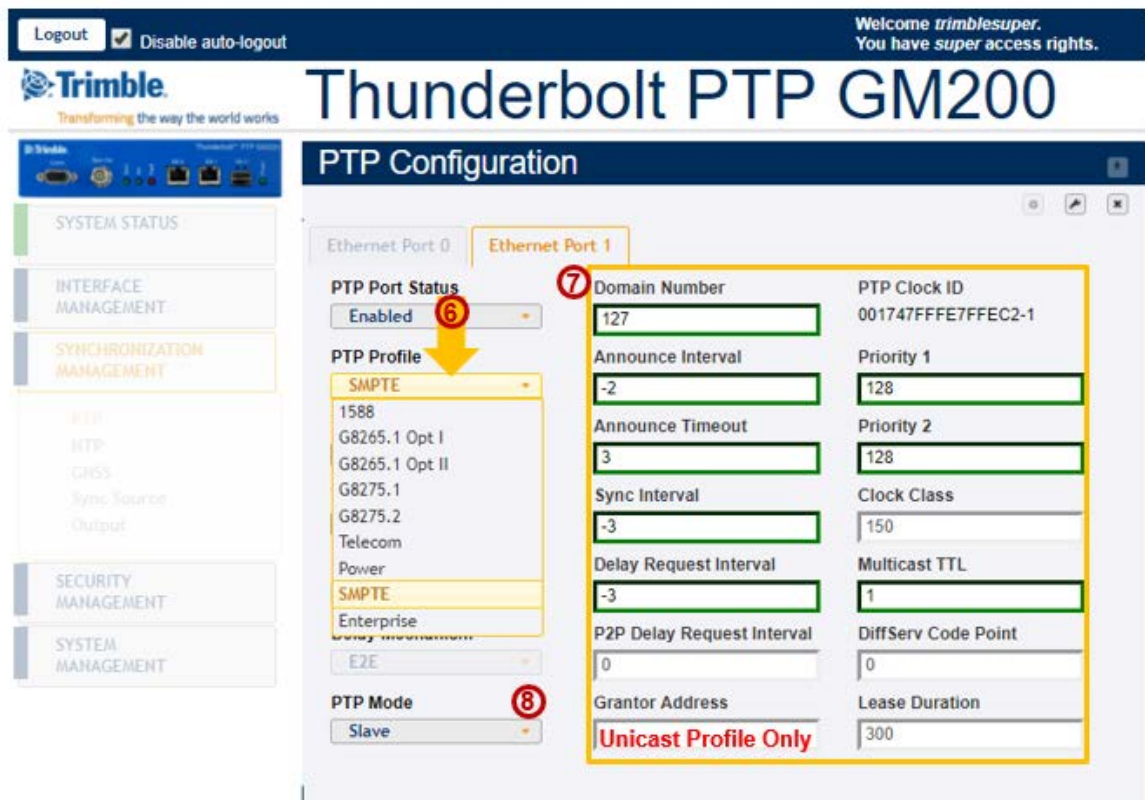 Logout
Disable auto-logout
Welcome trimblesuper.
You have super access rights.
Trimble.
Transforming the way the world works
Thunderbolt PTP GM200
PTP Configuration
SYSTEM STATUS
INTERFACE
MANAGEMENT
SYNCHRONIZATION
MANAGEMENT
PTP
NTP
GNSS
Sync Source
Output
SECURITY
MANAGEMENT
SYSTEM
MANAGEMENT
Ethernet Port 0
Ethernet Port 1
PTP Port Status
Enabled
⑥
PTP Profile
SMPTE
1588
G8265.1 Opt I
G8265.1 Opt II
G8275.1
G8275.2
Telecom
Power
SMPTE
Enterprise
Delay Mechanism
E2E
PTP Mode
⑧
Slave
⑦
Domain Number
127
Announce Interval
-2
Announce Timeout
3
Sync Interval
-3
Delay Request Interval
-3
P2P Delay Request Interval
0
Grantor Address
Unicast Profile Only
PTP Clock ID
001747FFFE7FFEC2-1
Priority 1
128
Priority 2
128
Clock Class
150
Multicast TTL
1
DiffServ Code Point
0
Lease Duration
300